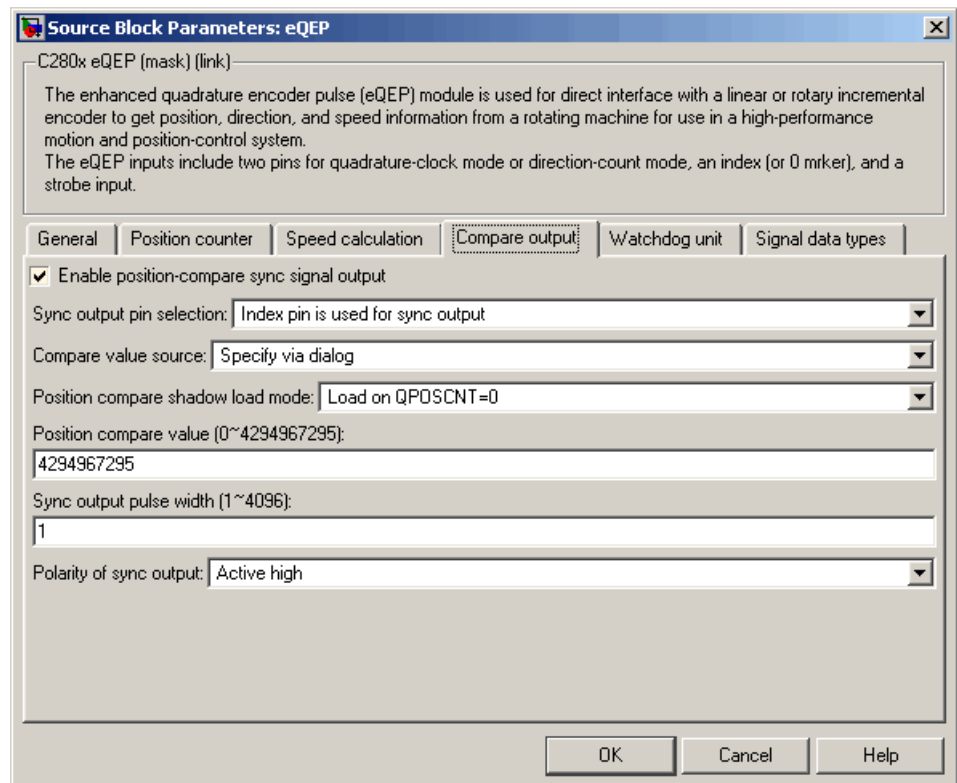 Source Block Parameters: eQEP
C280x eQEP (mask) (link)
The enhanced quadrature encoder pulse (eQEP) module is used for direct interface with a linear or rotary incremental
encoder to get position, direction, and speed information from a rotating machine for use in a high-performance
motion and position-control system.
The eQEP inputs include two pins for quadrature-clock mode or direction-count mode, an index (or 0 mrker), and a
strobe input.
General Position counter Speed calculation Compare output Watchdog unit Signal data types
Enable position-compare sync signal output
Sync output pin selection: Index pin is used for sync output
Compare value source: Specify via dialog
Position compare shadow load mode: Load on QPOSCNT=0
Position compare value (0~4294967295):
4294967295
Sync output pulse width (1~4096):
1
Polarity of sync output: Active high
OK Cancel Help